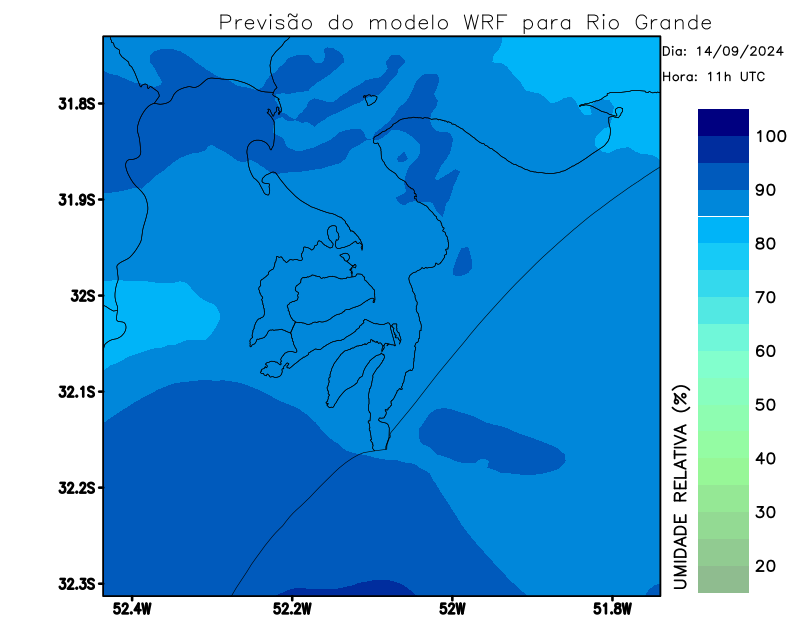 Previsão do modelo WRF para Rio Grande
Dia: 14/09/2024
Hora: 11h UTC
31.8S
31.9S
32S
32.1S
32.2S
32.3S
52.4W
52.2W
52W
51.8W
100
90
80
70
60
50
40
30
20
UMIDADE RELATIVA (%)